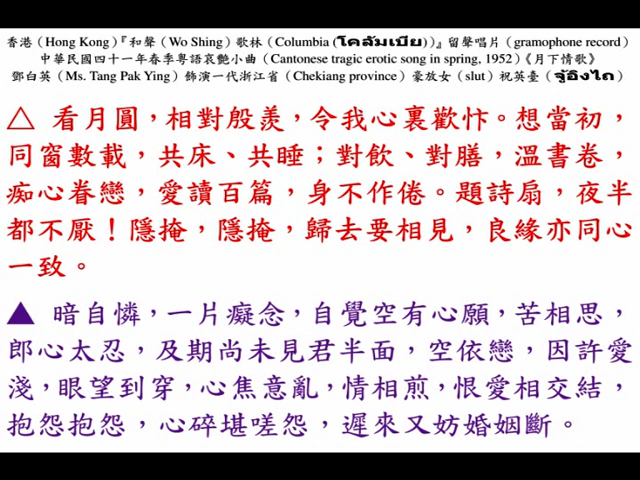 香港（Hong Kong）『和聲（Wo Shing）歌林（Columbia (โคลัมเบีย))』留聲唱片（gramophone record）
中華民國四十一年春季粵語哀艷小曲（Cantonese tragic erotic song in spring, 1952）《月下情歌》
鄧白英（Ms. Tang Pak Ying）飾演一代浙江省（Chekiang province）豪放女（slut）祝英臺（จู้อิงไถ）
△ 看月圓，相對殷羨，令我心裏歡忭。想當初，
同窗數載，共床、共睡；對飲、對膳，溫書卷，
痴心眷戀，愛讀百篇，身不作倦。題詩扇，夜半
都不厭！隱掩，隱掩，歸去要相見，良緣亦同心
一致。
▲ 暗自憐，一片癡念，自覺空有心願，苦相思，
郎心太忍，及期尚未見君半面，空依戀，因許愛
淺，眼望到穿，心焦意亂，情相煎，恨愛相交結，
抱怨抱怨，心碎堪嗟怨，遲來又妨婚姻斷。